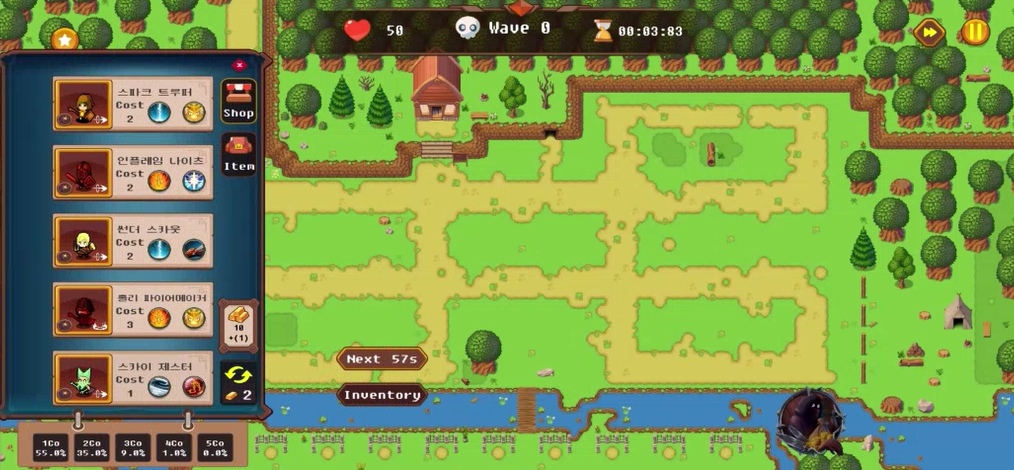 50
Wave 0
00:03:83
스파크 트루퍼
Cost
2
Shop
인플레임 나이츠
Cost
2
Item
썬더 스카웃
Cost
2
졸리 파이어메이커
Cost
3
10
+(1)
스카이 제스터
Cost
1
2
Next 57s
Inventory
1Co 2Co 3Co 4Co 5Co
55.0% 35.0% 9.0% 1.0% 0.0%